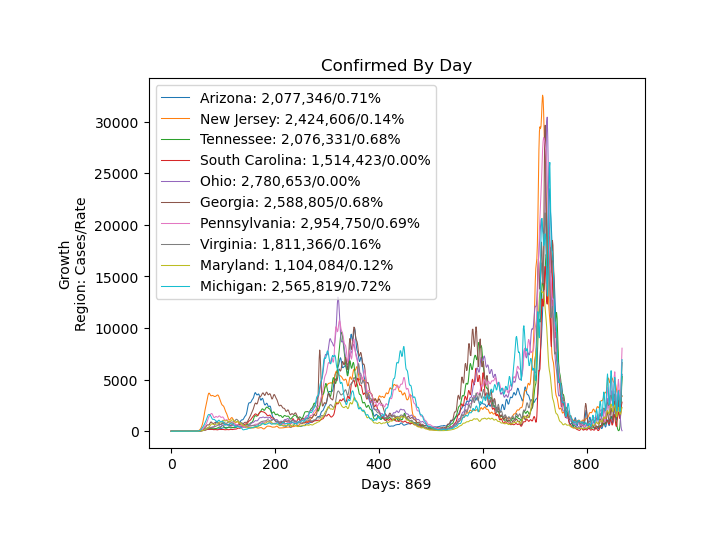 Confirmed By Day
Growth
Region: Cases/Rate
30000
25000
20000
15000
10000
5000
0
Arizona: 2,077,346/0.71%
New Jersey: 2,424,606/0.14%
Tennessee: 2,076,331/0.68%
South Carolina: 1,514,423/0.00%
Ohio: 2,780,653/0.00%
Georgia: 2,588,805/0.68%
Pennsylvania: 2,954,750/0.69%
Virginia: 1,811,366/0.16%
Maryland: 1,104,084/0.12%
Michigan: 2,565,819/0.72%
0
200
400
600
800
Days: 869